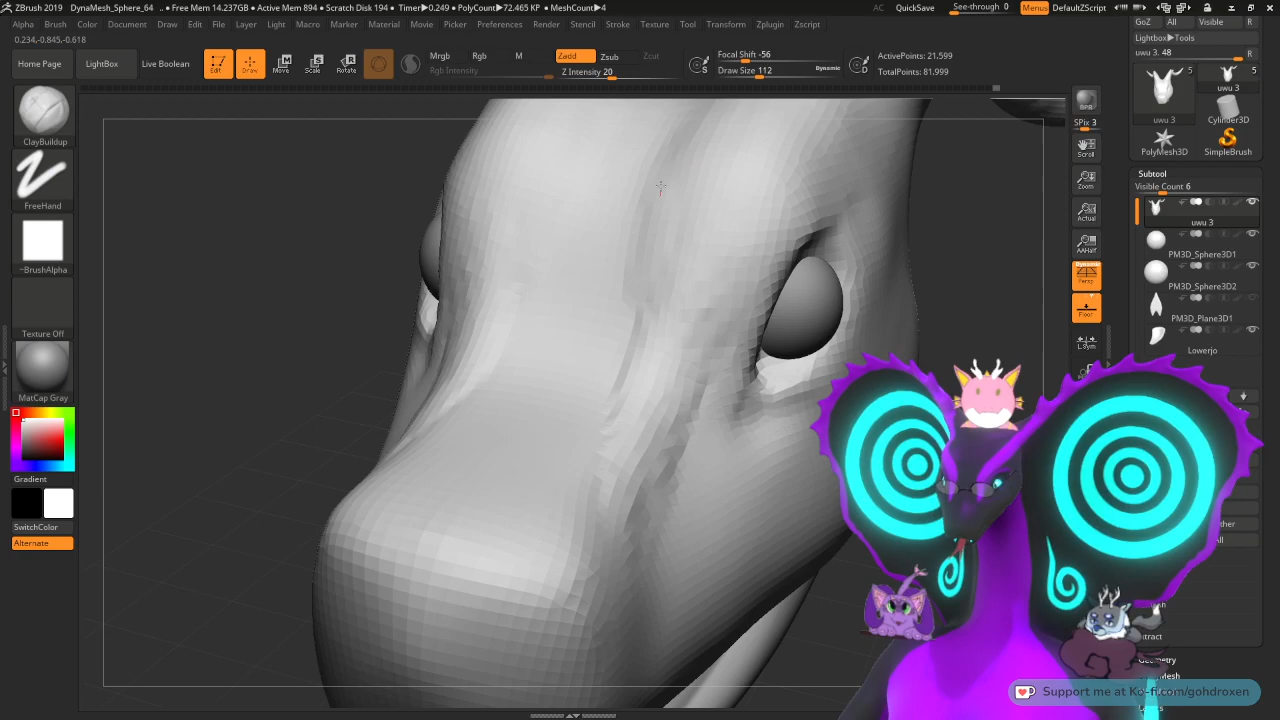 ZBrush 2019 DynaMesh_Sphere_64 .. • Free Mem 14.237GB • Active Mem 894 • Scratch Disk 194 • Timer▶0.249 • PolyCount▶72.465 KP • MeshCount▶4 AC QuickSave See-through 0 Menus DefaultZScript
Alpha Brush Color Document Draw Edit File Layer Light Macro Marker Material Movie Picker Preferences Render Stencil Stroke Texture Tool Transform Zplugin Zscript
0.234,-0.845,-0.618
Home Page LightBox Live Boolean Edit Draw Move Scale Rotate
Mrgb Rgb M Zadd Zsub Zcut
Rgb Intensity Z Intensity 20
Focal Shift -56
Draw Size 112 Dynamic
S D
ActivePoints: 21,599
TotalPoints: 81,999
ClayBuildup
FreeHand
~BrushAlpha
Texture Off
MatCap Gray
Gradient
SwitchColor
Alternate
BPR
SPix 3
Scroll
Zoom
Actual
AAHalf
Dynamic
Persp
Floor
L.Sym
GoZ All Visible R
Lightbox▶Tools
uwu 3. 48 R
5 5
uwu 3
uwu 3 Cylinder3D
PolyMesh3D SimpleBrush
Subtool
Visible Count 6
uwu 3
PM3D_Sphere3D1
PM3D_Sphere3D2
PM3D_Plane3D1
Lowerjo
Geometry
Support me at Ko-fi.com/gohdroxen